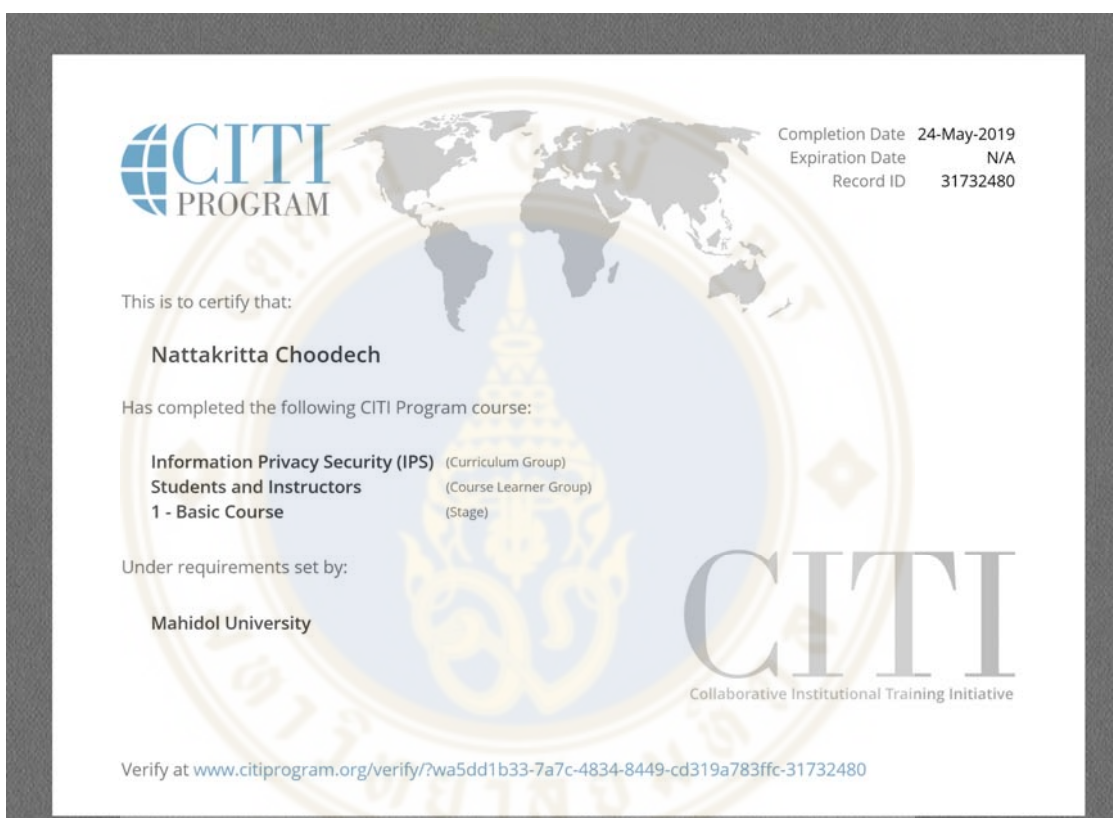 CITI
PROGRAM
Completion Date 24-May-2019
Expiration Date N/A
Record ID 31732480
This is to certify that:
Nattakritta Choodech
Has completed the following CITI Program course:
Information Privacy Security (IPS) (Curriculum Group)
Students and Instructors (Course Learner Group)
1 - Basic Course (Stage)
Under requirements set by:
Mahidol University
CITI
Collaborative Institutional Training Initiative
Verify at www.citiprogram.org/verify/?wa5dd1b33-7a7c-4834-8449-cd319a783ffc-31732480